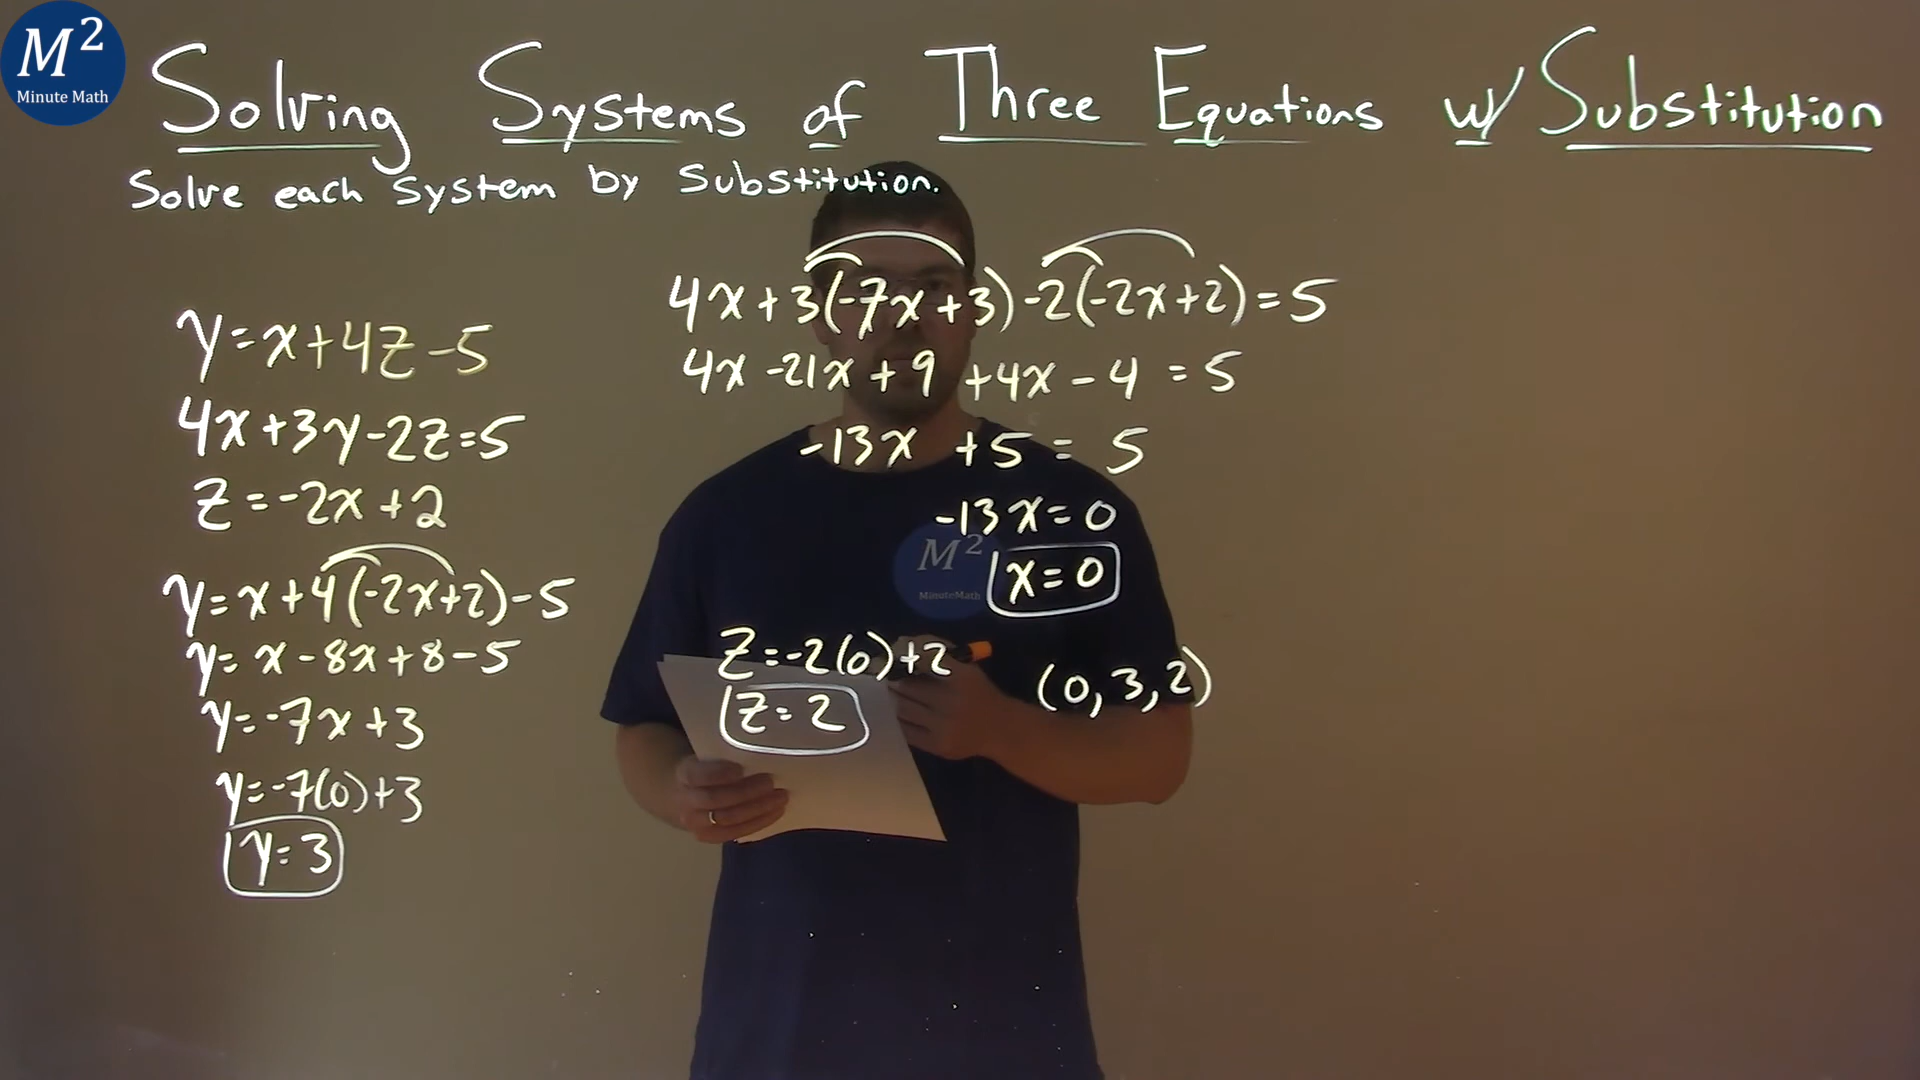 M²
Minute Math
Solving Systems of Three Equations w/ Substitution
Solve each system by substitution.
y=x+4z-5
4x+3y-2z=5
z=-2x+2
y=x+4(-2x+2)-5
y=x-8x+8-5
y=-7x+3
y=-7(0)+3
y=3
4x+3(-7x+3)-2(-2x+2)=5
4x-21x+9+4x-4=5
-13x+5=5
-13x=0
x=0
M²
MinuteMath
z=-2(0)+2
z=2
(0,3,2)